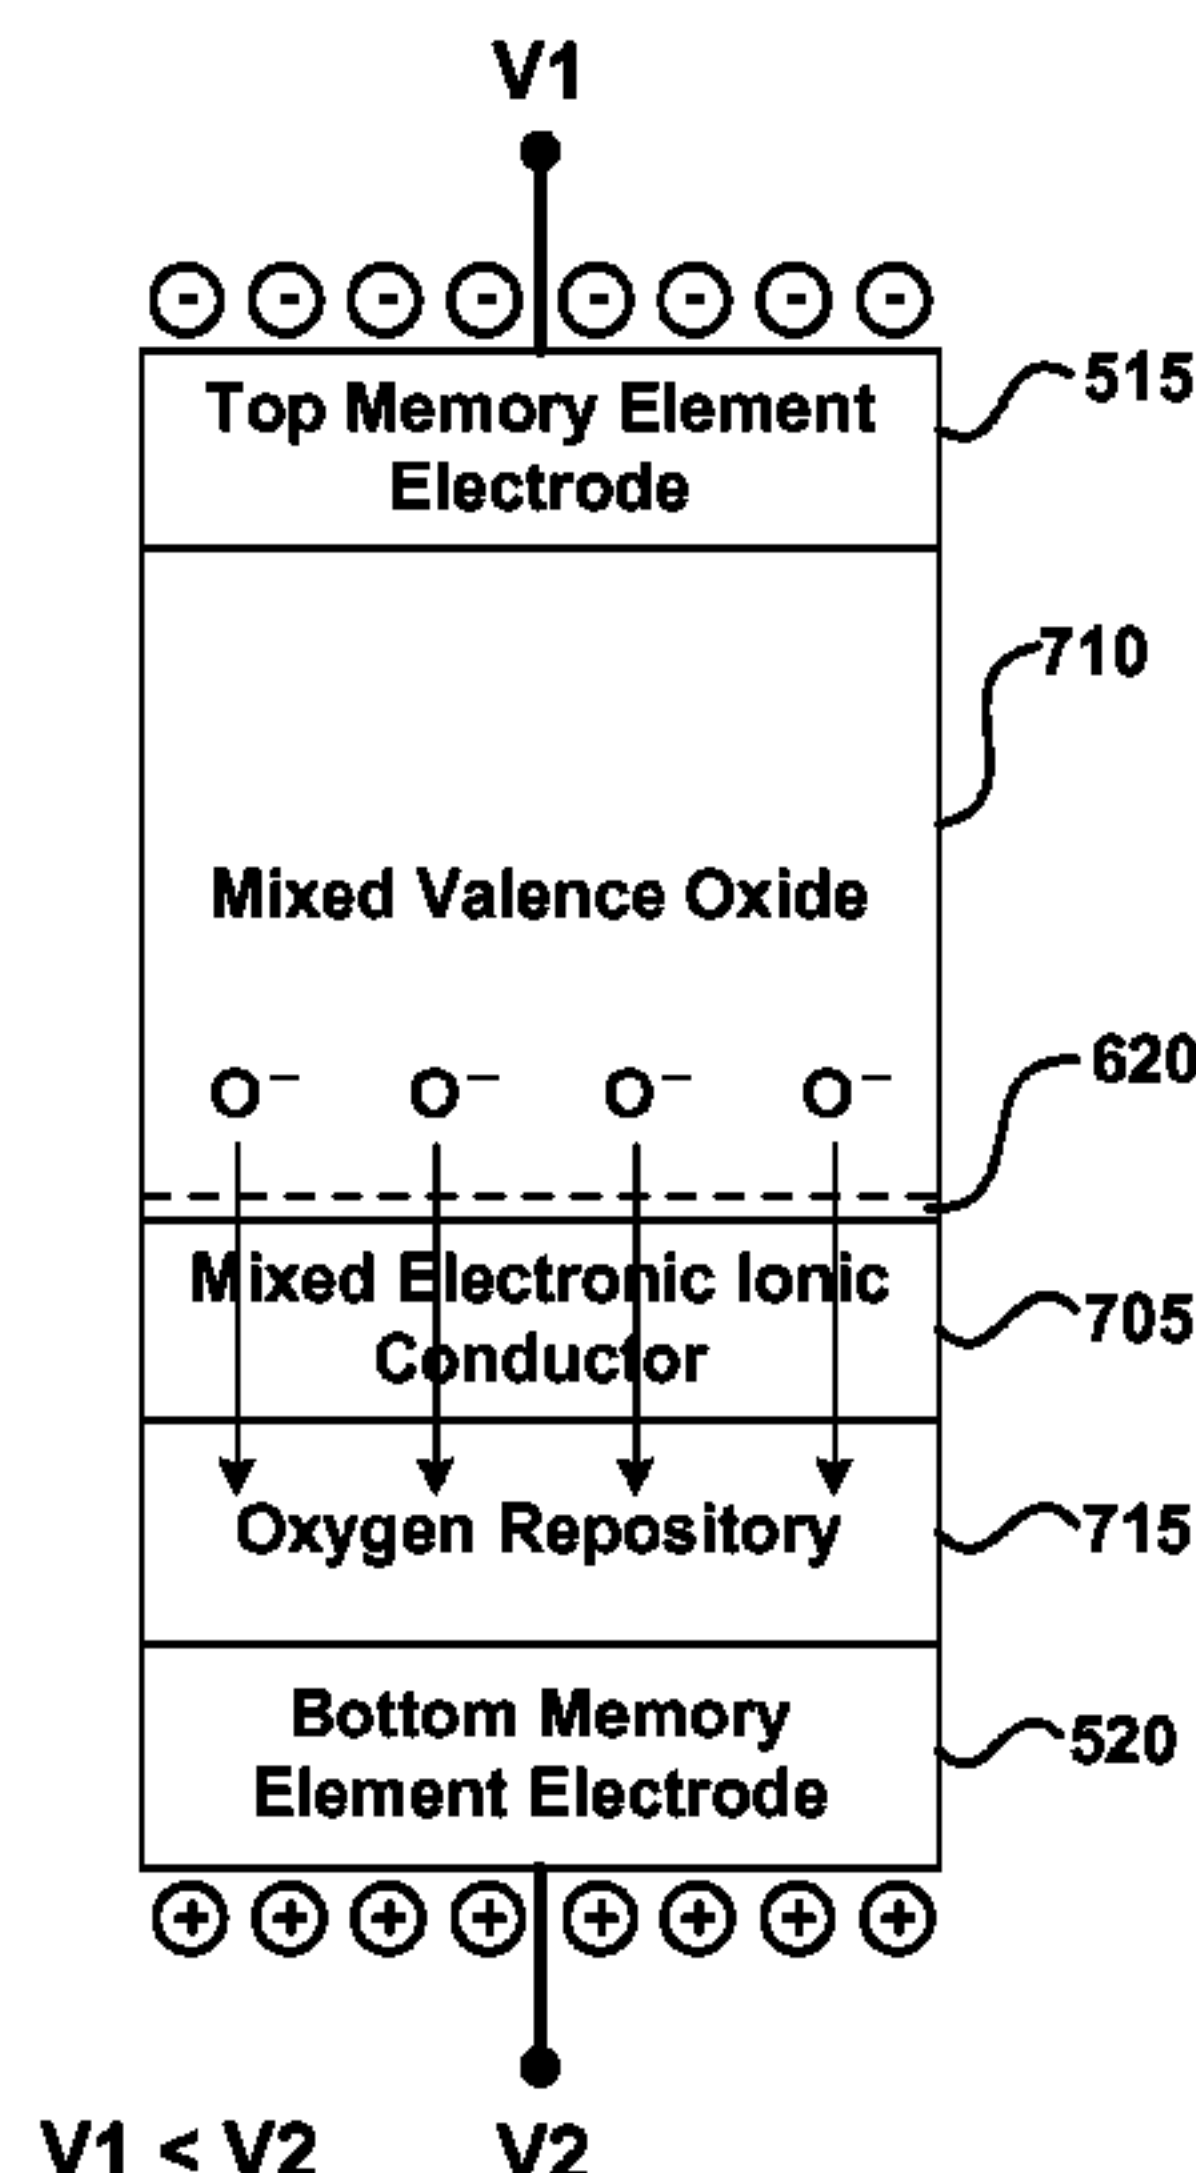 V1
- - - - - - - -
Top Memory Element
Electrode
515
710
Mixed Valence Oxide
620
O⁻ O⁻ O⁻ O⁻
Mixed Electronic Ionic
Conductor
705
Oxygen Repository
715
Bottom Memory
Element Electrode
520
+ + + + + + + +
V1 < V2
V2